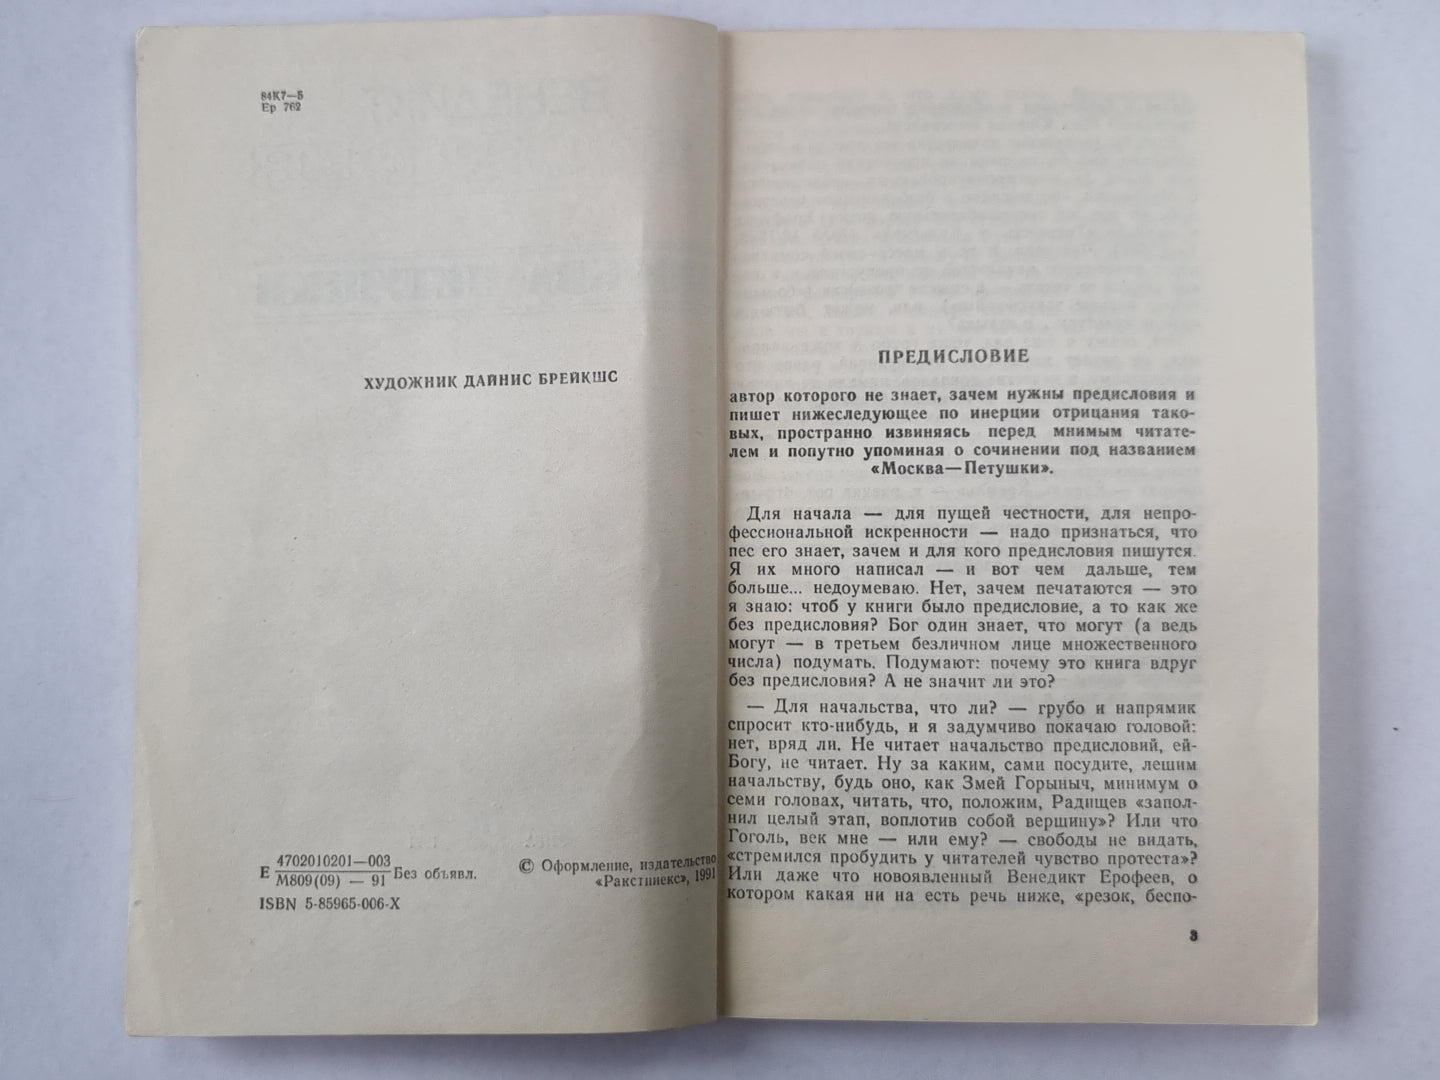 84К7—5
Ер 762
ХУДОЖНИК ДАЙНИС БРЕЙКШС
Е 4702010201—003
М809(09) — 91 Без объявл.
© Оформление, издательство
«Ракстниекс», 1991
ISBN 5-85965-006-X
ПРЕДИСЛОВИЕ
автор которого не знает, зачем нужны предисловия и
пишет нижеследующее по инерции отрицания тако-
вых, пространно извиняясь перед мнимым читате-
лем и попутно упоминая о сочинении под названием
«Москва—Петушки».
Для начала — для пущей честности, для непро-
фессиональной искренности — надо признаться, что
пес его знает, зачем и для кого предисловия пишутся.
Я их много написал — и вот чем дальше, тем
больше... недоумеваю. Нет, зачем печатаются — это
я знаю: чтоб у книги было предисловие, а то как же
без предисловия? Бог один знает, что могут (а ведь
могут — в третьем безличном лице множественного
числа) подумать. Подумают: почему это книга вдруг
без предисловия? А не значит ли это?
— Для начальства, что ли? — грубо и напрямик
спросит кто-нибудь, и я задумчиво покачаю головой:
нет, вряд ли. Не читает начальство предисловий, ей-
Богу, не читает. Ну за каким, сами посудите, лешим
начальству, будь оно, как Змей Горыныч, минимум о
семи головах, читать, что, положим, Радищев «запол-
нил целый этап, воплотив собой вершину»? Или что
Гоголь, век мне — или ему? — свободы не видать,
«стремился пробудить у читателей чувство протеста»?
Или даже что новоявленный Венедикт Ерофеев, о
котором какая ни на есть речь ниже, «резок, беспо-
3